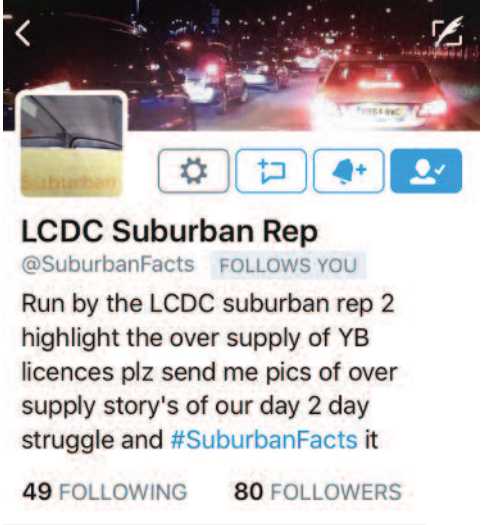 Suburban
LCDC Suburban Rep
@SuburbanFacts FOLLOWS YOU
Run by the LCDC suburban rep 2
highlight the over supply of YB
licences plz send me pics of over
supply story's of our day 2 day
struggle and #SuburbanFacts it
49 FOLLOWING 80 FOLLOWERS